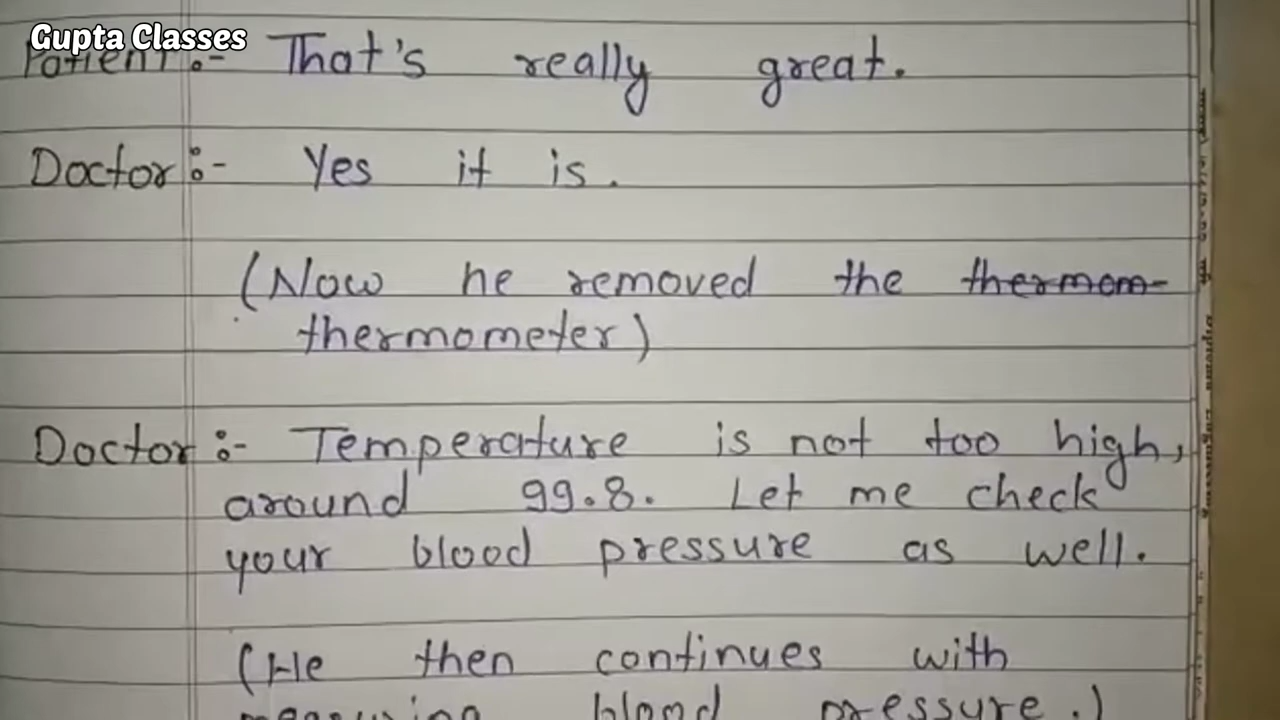 Gupta Classes
Patient :- That's really great.
Doctor :- Yes it is.
(Now he removed the thermom-
thermometer)
Doctor :- Temperature is not too high,
around 99.8. Let me check
your blood pressure as well.
(He then continues with
measuring blood pressure.)